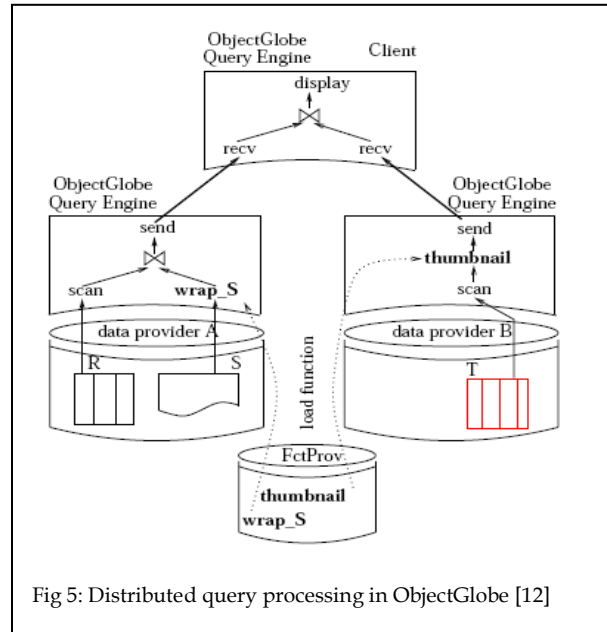 ObjectGlobe
Query Engine
Client
display
recv
recv
ObjectGlobe
Query Engine
send
scan
wrap_S
data provider A
R
S
ObjectGlobe
Query Engine
send
thumbnail
scan
data provider B
T
load function
FctProv
thumbnail
wrap_S
Fig 5: Distributed query processing in ObjectGlobe [12]